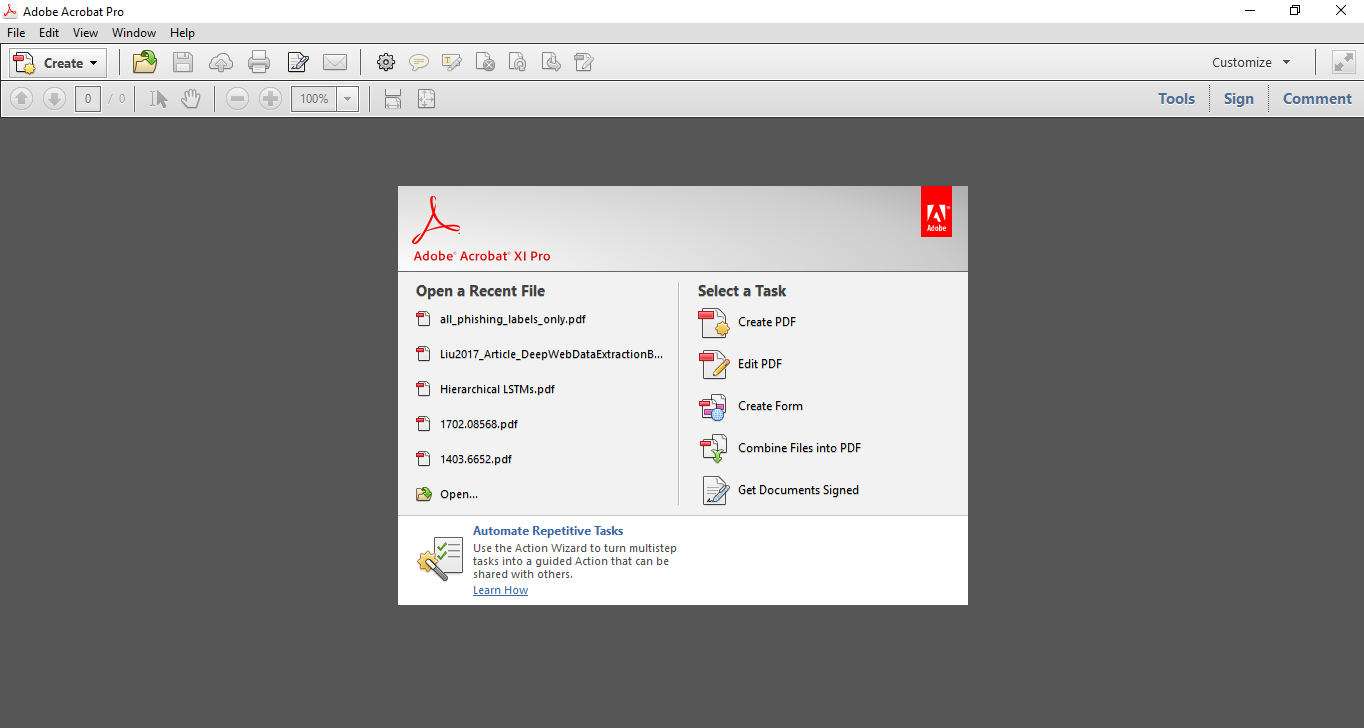 Adobe Acrobat Pro
File Edit View Window Help
Create Customize
0 / 0 100% Tools Sign Comment
Adobe
Adobe® Acrobat® XI Pro
Open a Recent File
all_phishing_labels_only.pdf
Liu2017_Article_DeepWebDataExtractionB...
Hierarchical LSTMs.pdf
1702.08568.pdf
1403.6652.pdf
Open...
Select a Task
Create PDF
Edit PDF
Create Form
Combine Files into PDF
Get Documents Signed
Automate Repetitive Tasks
Use the Action Wizard to turn multistep
tasks into a guided Action that can be
shared with others.
Learn How